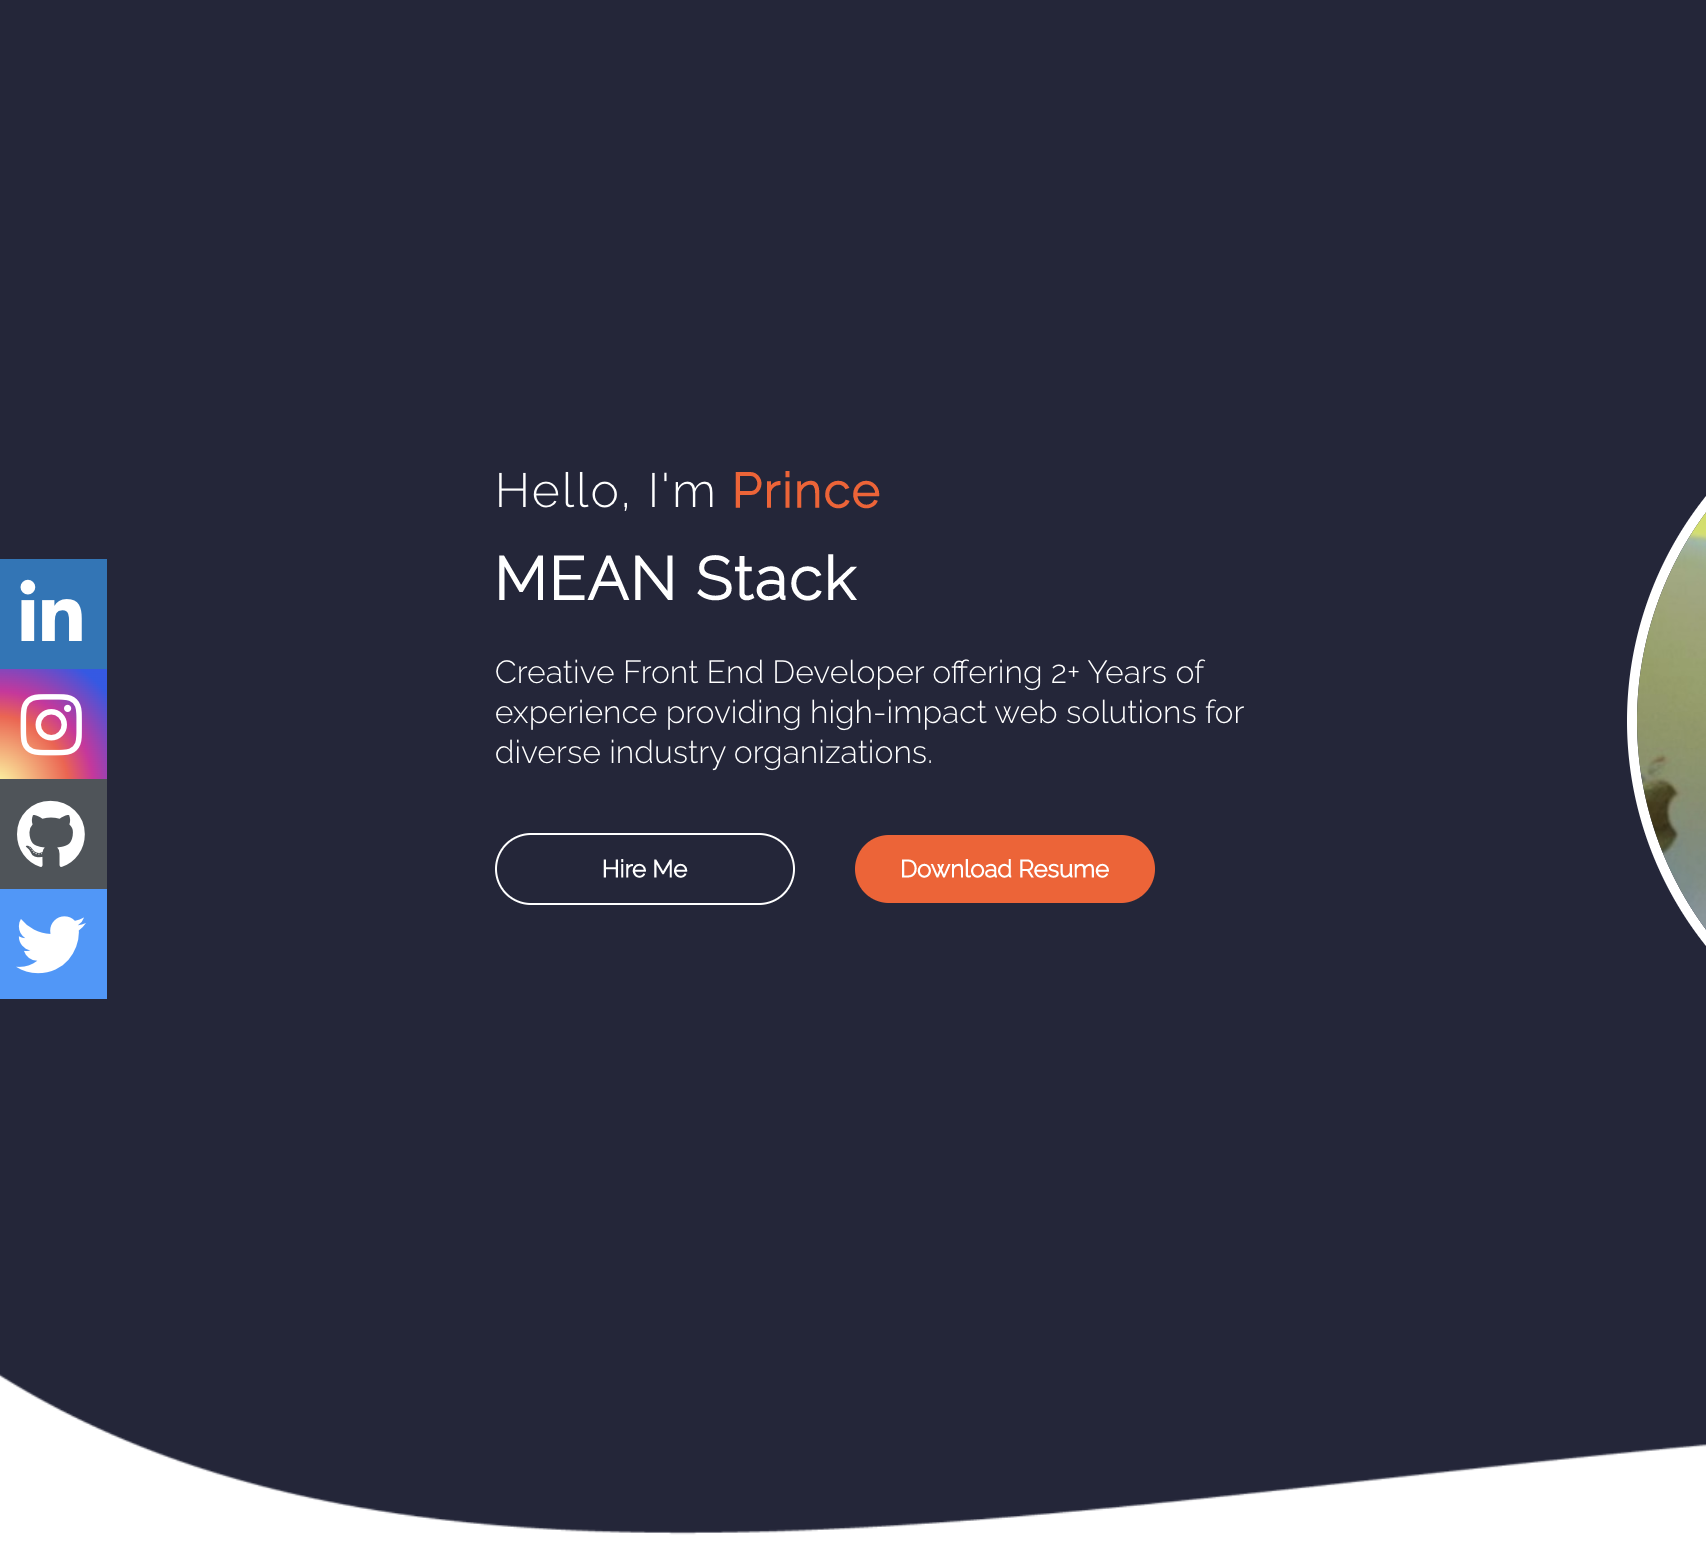 Hello, I'm Prince
MEAN Stack
in
Creative Front End Developer offering 2+ Years of
experience providing high-impact web solutions for
diverse industry organizations.
Hire Me
Download Resume